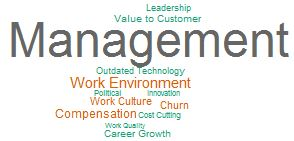 Leadership
Value to Customer
Management
Outdated Technology
Work Environment
Political Innovation
Work Culture Churn
Compensation Cost Cutting
Work Quality
Career Growth